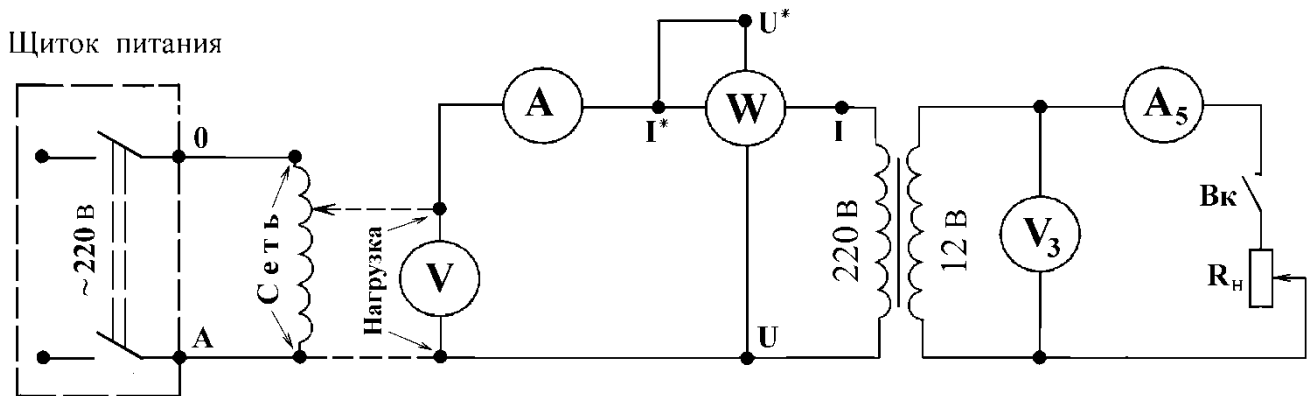 Щиток питания
~220 В
0
А
Сеть
Нагрузка
V
A
I*
U*
W
I
U
220 В
12 В
V₃
A₅
Вк
Rн